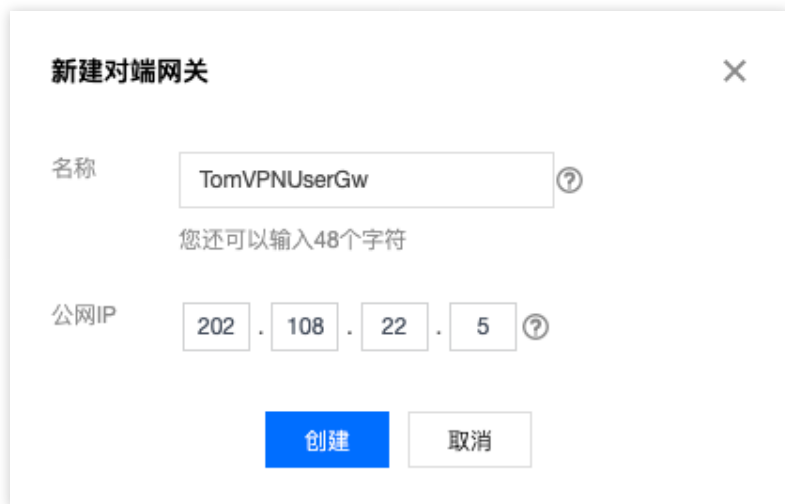 新建对端网关
名称 TomVPNUserGw
您还可以输入48个字符
公网IP 202 . 108 . 22 . 5
创建 取消